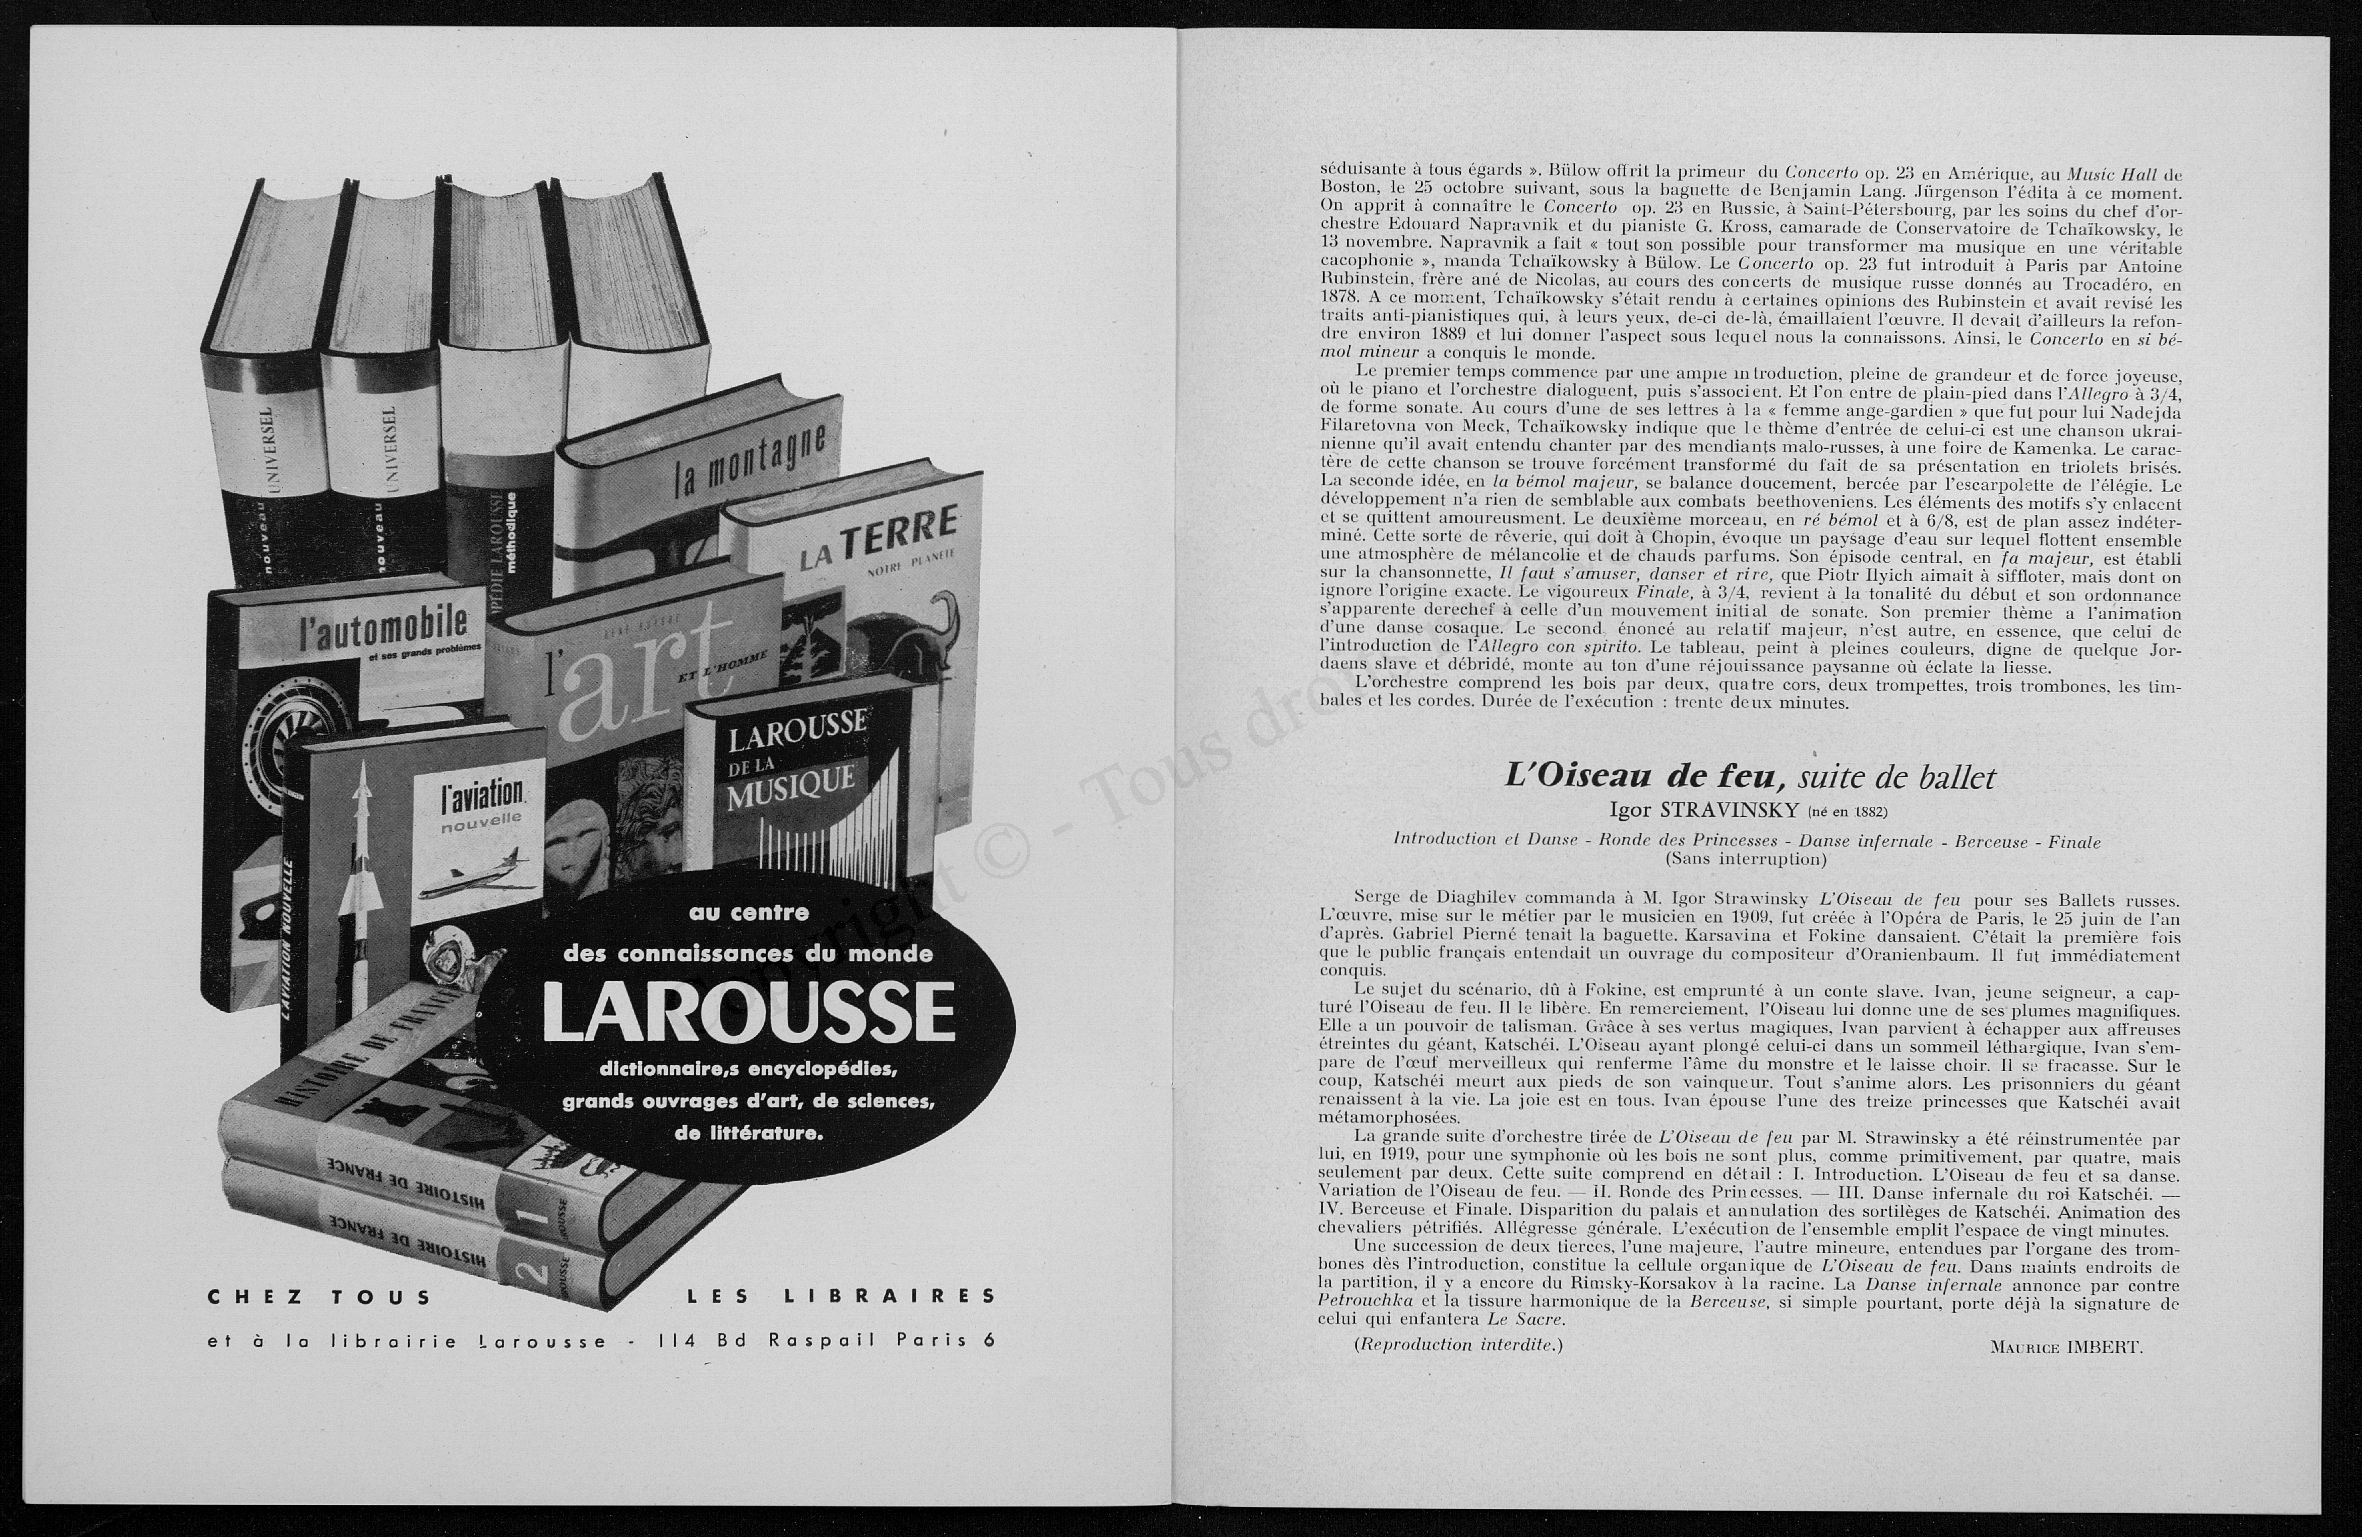 UNIVERSEL
nouveau
UNIVERSEL
nouveau
méthodique
la montagne
LA TERRE
NOTRE PLANÈTE
l'automobile
et ses grands problèmes
l'art
ET L'HOMME
LAROUSSE
DE LA
MUSIQUE
l'aviation
nouvelle
L'AVIATION NOUVELLE
au centre
des connaissances du monde
LAROUSSE
dictionnaire,s encyclopédies,
grands ouvrages d'art, de sciences,
de littérature.
HISTOIRE DE FRANCE
HISTOIRE DE FRANCE
1
HISTOIRE DE FRANCE
2
CHEZ TOUS LES LIBRAIRES
et à la librairie Larousse - 114 Bd Raspail Paris 6
séduisante à tous égards ». Bülow offrit la primeur du Concerto op. 23 en Amérique, au Music Hall de
Boston, le 25 octobre suivant, sous la baguette de Benjamin Lang. Jürgenson l'édita à ce moment.
On apprit à connaître le Concerto op. 23 en Russie, à Saint-Pétersbourg, par les soins du chef d'or-
chestre Edouard Napravnik et du pianiste G. Kross, camarade de Conservatoire de Tchaïkowsky, le
13 novembre. Napravnik a fait « tout son possible pour transformer ma musique en une véritable
cacophonie », manda Tchaïkowsky à Bülow. Le Concerto op. 23 fut introduit à Paris par Antoine
Rubinstein, frère ané de Nicolas, au cours des concerts de musique russe donnés au Trocadéro, en
1878. A ce moment, Tchaïkowsky s'était rendu à certaines opinions des Rubinstein et avait revisé les
traits anti-pianistiques qui, à leurs yeux, de-ci de-là, émaillaient l'œuvre. Il devait d'ailleurs la refon-
dre environ 1889 et lui donner l'aspect sous lequel nous la connaissons. Ainsi, le Concerto en si bé-
mol mineur a conquis le monde.
Le premier temps commence par une ample introduction, pleine de grandeur et de force joyeuse,
où le piano et l'orchestre dialoguent, puis s'associent. Et l'on entre de plain-pied dans l'Allegro à 3/4,
de forme sonate. Au cours d'une de ses lettres à la « femme ange-gardien » que fut pour lui Nadejda
Filaretovna von Meck, Tchaïkowsky indique que le thème d'entrée de celui-ci est une chanson ukrai-
nienne qu'il avait entendu chanter par des mendiants malo-russes, à une foire de Kamenka. Le carac-
tère de cette chanson se trouve forcément transformé du fait de sa présentation en triolets brisés.
La seconde idée, en la bémol majeur, se balance doucement, bercée par l'escarpolette de l'élégie. Le
développement n'a rien de semblable aux combats beethoveniens. Les éléments des motifs s'y enlacent
et se quittent amoureusment. Le deuxième morceau, en ré bémol et à 6/8, est de plan assez indéter-
miné. Cette sorte de rêverie, qui doit à Chopin, évoque un paysage d'eau sur lequel flottent ensemble
une atmosphère de mélancolie et de chauds parfums. Son épisode central, en fa majeur, est établi
sur la chansonnette, Il faut s'amuser, danser et rire, que Piotr Ilyich aimait à siffloter, mais dont on
ignore l'origine exacte. Le vigoureux Finale, à 3/4, revient à la tonalité du début et son ordonnance
s'apparente derechef à celle d'un mouvement initial de sonate. Son premier thème a l'animation
d'une danse cosaque. Le second énoncé au relatif majeur, n'est autre, en essence, que celui de
l'introduction de l'Allegro con spirito. Le tableau, peint à pleines couleurs, digne de quelque Jor-
daens slave et débridé, monte au ton d'une réjouissance paysanne où éclate la liesse.
L'orchestre comprend les bois par deux, quatre cors, deux trompettes, trois trombones, les tim-
bales et les cordes. Durée de l'exécution : trente deux minutes.
L'Oiseau de feu, suite de ballet
Igor STRAVINSKY (né en 1882)
Introduction et Danse - Ronde des Princesses - Danse infernale - Berceuse - Finale
(Sans interruption)
Serge de Diaghilev commanda à M. Igor Strawinsky L'Oiseau de feu pour ses Ballets russes.
L'œuvre, mise sur le métier par le musicien en 1909, fut créée à l'Opéra de Paris, le 25 juin de l'an
d'après. Gabriel Pierné tenait la baguette. Karsavina et Fokine dansaient. C'était la première fois
que le public français entendait un ouvrage du compositeur d'Oranienbaum. Il fut immédiatement
conquis.
Le sujet du scénario, dû à Fokine, est emprunté à un conte slave. Ivan, jeune seigneur, a cap-
turé l'Oiseau de feu. Il le libère. En remerciement, l'Oiseau lui donne une de ses plumes magnifiques.
Elle a un pouvoir de talisman. Grâce à ses vertus magiques, Ivan parvient à échapper aux affreuses
étreintes du géant, Katschéi. L'Oiseau ayant plongé celui-ci dans un sommeil léthargique, Ivan s'em-
pare de l'œuf merveilleux qui renferme l'âme du monstre et le laisse choir. Il se fracasse. Sur le
coup, Katschéi meurt aux pieds de son vainqueur. Tout s'anime alors. Les prisonniers du géant
renaissent à la vie. La joie est en tous. Ivan épouse l'une des treize princesses que Katschéi avait
métamorphosées.
La grande suite d'orchestre tirée de L'Oiseau de feu par M. Strawinsky a été réinstrumentée par
lui, en 1919, pour une symphonie où les bois ne sont plus, comme primitivement, par quatre, mais
seulement par deux. Cette suite comprend en détail : I. Introduction. L'Oiseau de feu et sa danse.
Variation de l'Oiseau de feu. — II. Ronde des Princesses. — III. Danse infernale du roi Katschéi. —
IV. Berceuse et Finale. Disparition du palais et annulation des sortilèges de Katschéi. Animation des
chevaliers pétrifiés. Allégresse générale. L'exécution de l'ensemble emplit l'espace de vingt minutes.
Une succession de deux tierces, l'une majeure, l'autre mineure, entendues par l'organe des trom-
bones dès l'introduction, constitue la cellule organique de L'Oiseau de feu. Dans maints endroits de
la partition, il y a encore du Rimsky-Korsakov à la racine. La Danse infernale annonce par contre
Petrouchka et la tissure harmonique de la Berceuse, si simple pourtant, porte déjà la signature de
celui qui enfantera Le Sacre.
(Reproduction interdite.)
MAURICE IMBERT.